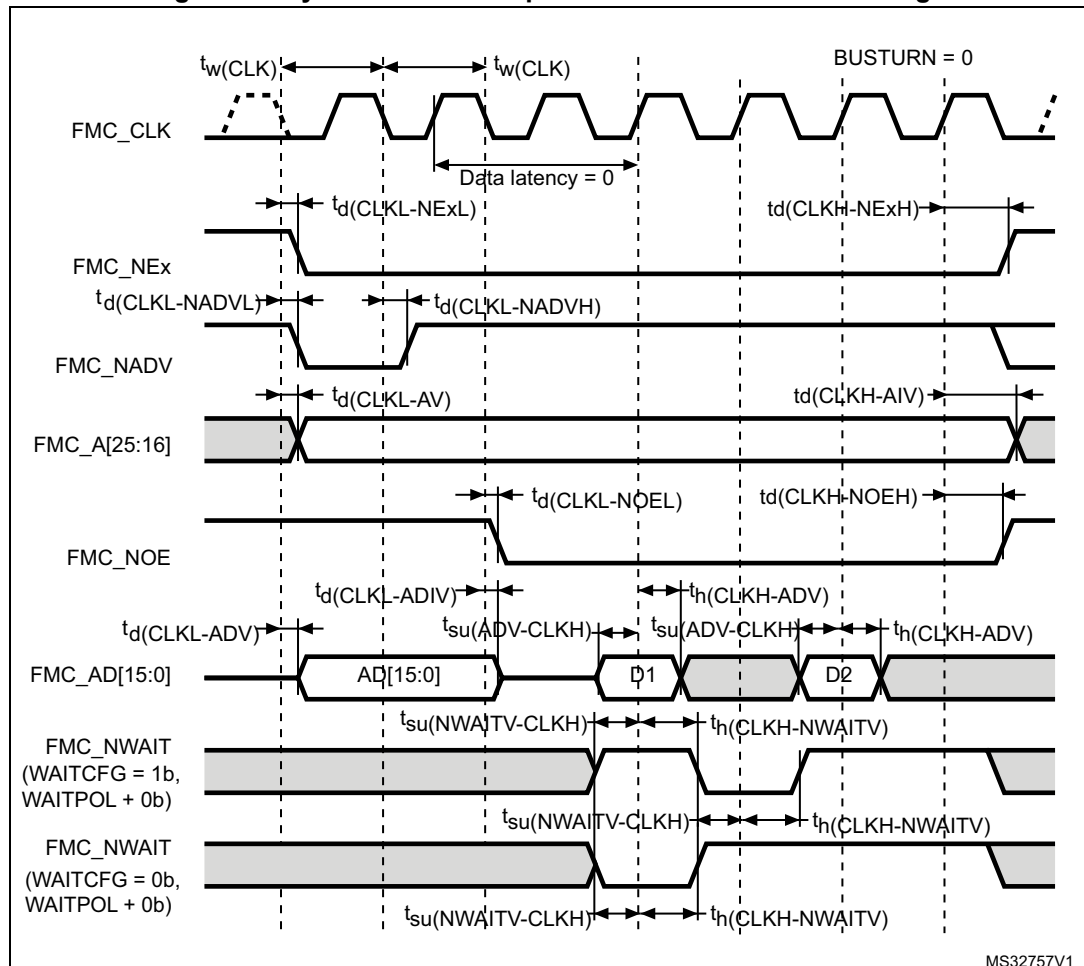 tw(CLK) tw(CLK) BUSTURN = 0
FMC_CLK
Data latency = 0
td(CLKL-NExL) td(CLKH-NExH)
FMC_NEx
td(CLKL-NADVL) td(CLKL-NADVH)
FMC_NADV
td(CLKL-AV) td(CLKH-AIV)
FMC_A[25:16]
td(CLKL-NOEL) td(CLKH-NOEH)
FMC_NOE
td(CLKL-ADIV) th(CLKH-ADV)
td(CLKL-ADV) tsu(ADV-CLKH) tsu(ADV-CLKH) th(CLKH-ADV)
FMC_AD[15:0] AD[15:0] D1 D2
tsu(NWAITV-CLKH) th(CLKH-NWAITV)
FMC_NWAIT
(WAITCFG = 1b,
WAITPOL + 0b)
tsu(NWAITV-CLKH) th(CLKH-NWAITV)
FMC_NWAIT
(WAITCFG = 0b,
WAITPOL + 0b)
tsu(NWAITV-CLKH) th(CLKH-NWAITV)
MS32757V1